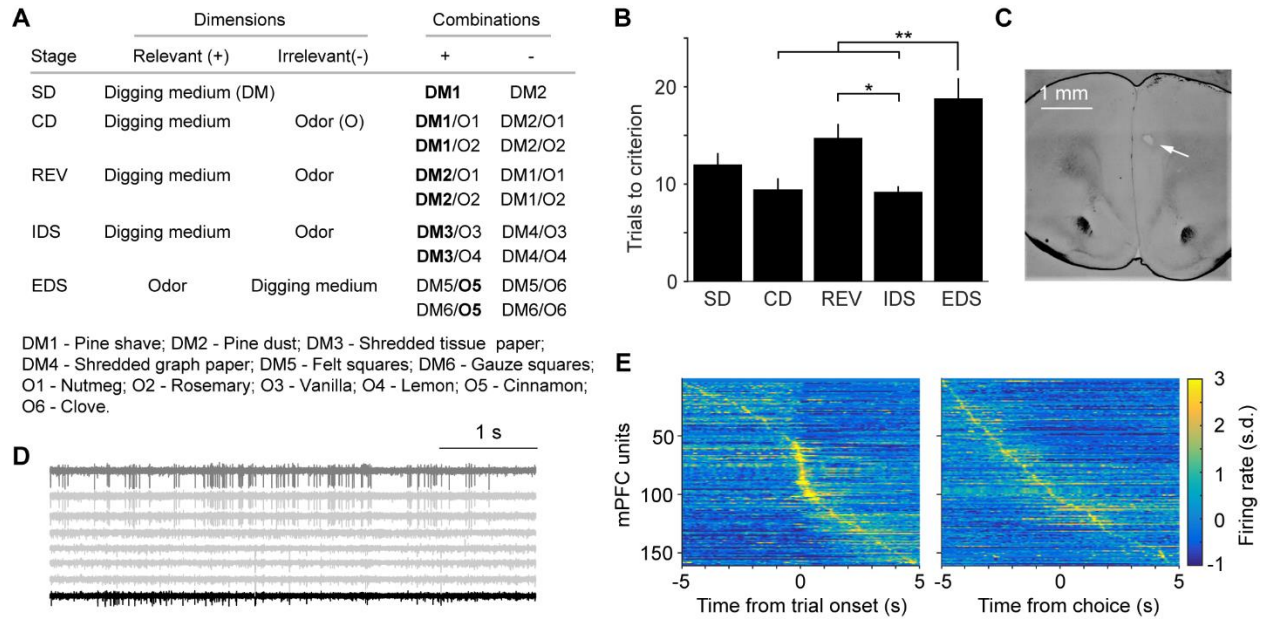 A
Dimensions Combinations
Stage Relevant (+) Irrelevant(-) + -
SD Digging medium (DM) DM1 DM2
CD Digging medium Odor (O) DM1/O1 DM2/O1
DM1/O2 DM2/O2
REV Digging medium Odor DM2/O1 DM1/O1
DM2/O2 DM1/O2
IDS Digging medium Odor DM3/O3 DM4/O3
DM3/O4 DM4/O4
EDS Odor Digging medium DM5/O5 DM5/O6
DM6/O5 DM6/O6
DM1 - Pine shave; DM2 - Pine dust; DM3 - Shredded tissue paper;
DM4 - Shredded graph paper; DM5 - Felt squares; DM6 - Gauze squares;
O1 - Nutmeg; O2 - Rosemary; O3 - Vanilla; O4 - Lemon; O5 - Cinnamon;
O6 - Clove.
B
Trials to criterion
20
10
0
**
*
SD CD REV IDS EDS
C
1 mm
D
1 s
E
mPFC units
50
100
150
-5 0 5
Time from trial onset (s)
-5 0 5
Time from choice (s)
3
2
1
0
-1
Firing rate (s.d.)